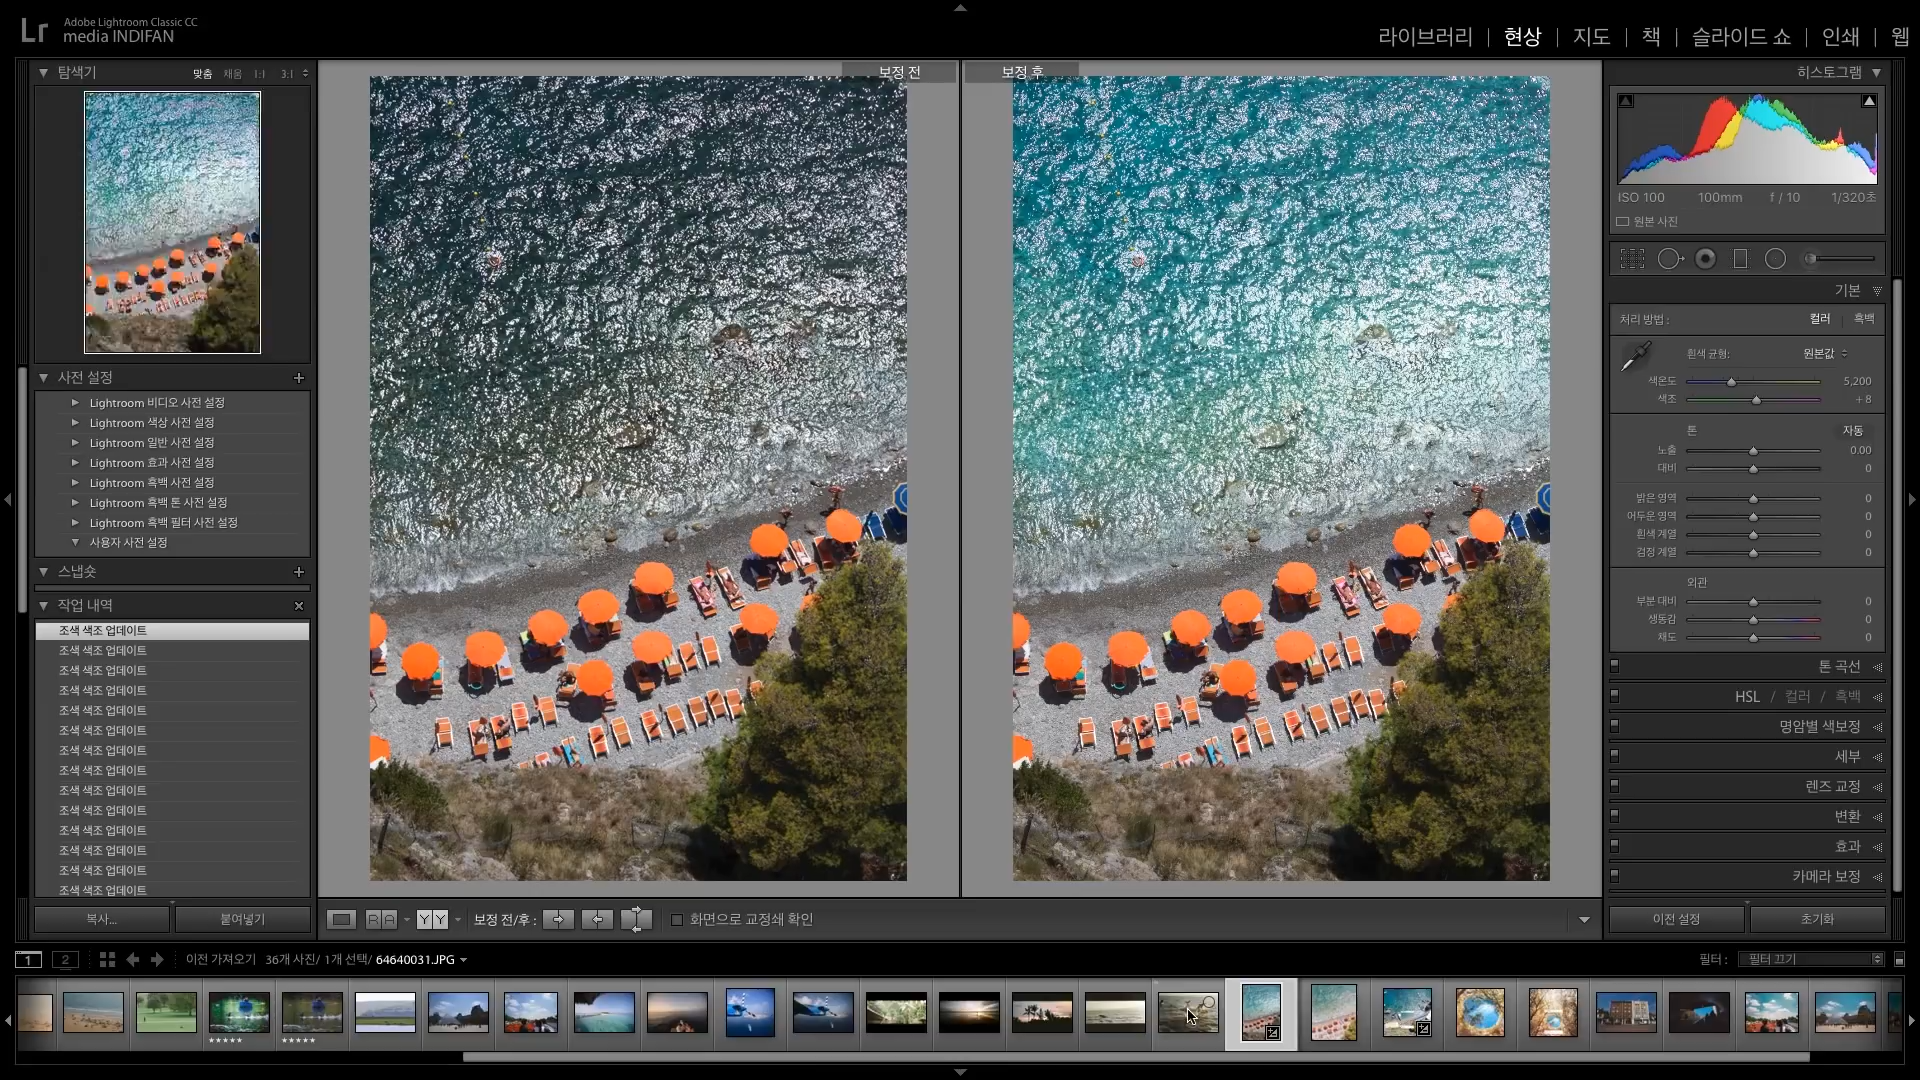 Lr Adobe Lightroom Classic CC
media INDIFAN
라이브러리 | 현상 | 지도 | 책 | 슬라이드 쇼 | 인쇄 | 웹
탐색기 맞춤 채움 1:1 3:1
사전 설정
Lightroom 비디오 사전 설정
Lightroom 색상 사전 설정
Lightroom 일반 사전 설정
Lightroom 효과 사전 설정
Lightroom 흑백 사전 설정
Lightroom 흑백 톤 사전 설정
Lightroom 흑백 필터 사전 설정
사용자 사전 설정
스냅숏
작업 내역
조색 색조 업데이트
조색 색조 업데이트
조색 색조 업데이트
조색 색조 업데이트
조색 색조 업데이트
조색 색조 업데이트
조색 색조 업데이트
조색 색조 업데이트
조색 색조 업데이트
조색 색조 업데이트
조색 색조 업데이트
조색 색조 업데이트
조색 색조 업데이트
조색 색조 업데이트
복사... 붙여넣기
보정 전 보정 후
R A Y Y 보정 전/후 : 화면으로 교정쇄 확인
히스토그램
ISO 100 100mm f / 10 1/320초
원본 사진
기본
처리 방법 : 컬러 흑백
흰색 균형: 원본값
색온도 5,200
색조 + 8
톤 자동
노출 0.00
대비 0
밝은 영역 0
어두운 영역 0
흰색 계열 0
검정 계열 0
외관
부분 대비 0
생동감 0
채도 0
톤 곡선
HSL / 컬러 / 흑백
명암별 색보정
세부
렌즈 교정
변환
효과
카메라 보정
이전 설정 초기화
1 2 이전 가져오기 36개 사진/ 1개 선택/ 64640031.JPG 필터 : 필터 끄기